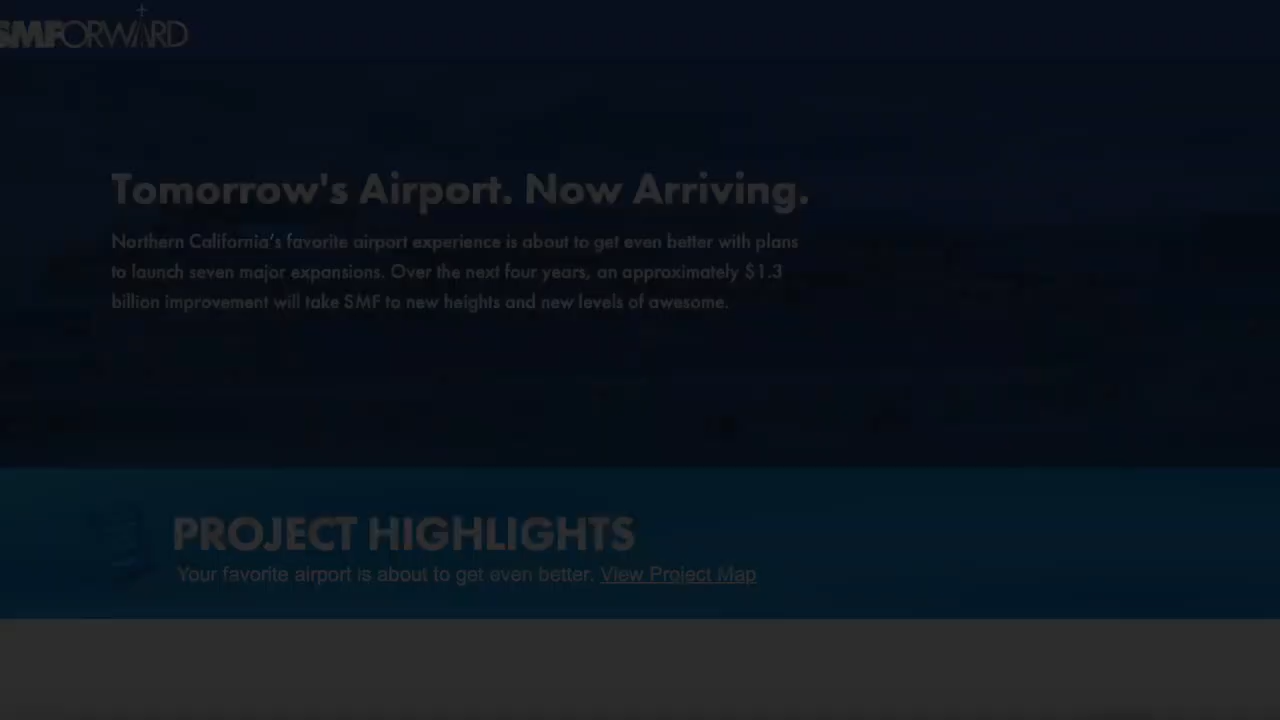 SMFORWARD
Tomorrow's Airport. Now Arriving.
Northern California's favorite airport experience is about to get even better with plans
to launch seven major expansions. Over the next four years, an approximately $1.3
billion improvement will take SMF to new heights and new levels of awesome.
PROJECT HIGHLIGHTS
Your favorite airport is about to get even better. View Project Map